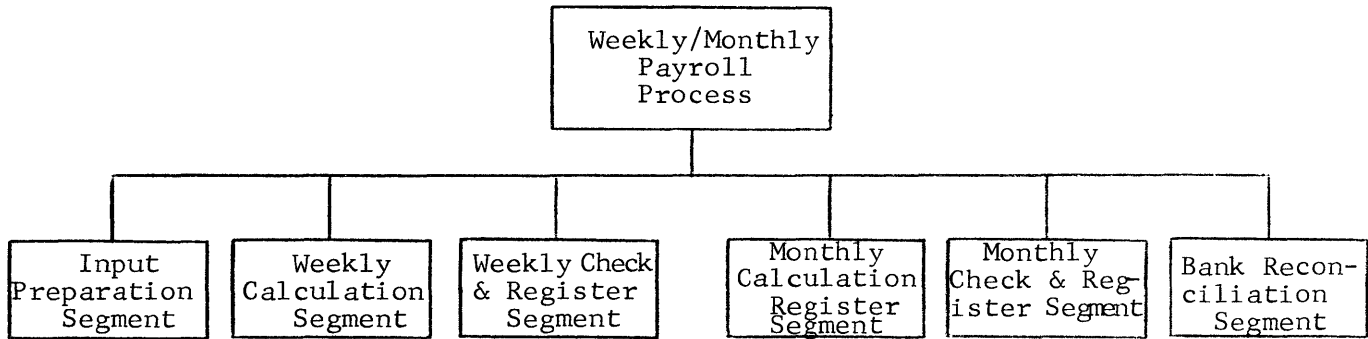 Weekly/Monthly
Payroll
Process
Input
Preparation
Segment
Weekly
Calculation
Segment
Weekly Check
& Register
Segment
Monthly
Calculation
Register
Segment
Monthly
Check & Reg-
ister Segment
Bank Recon-
ciliation
Segment